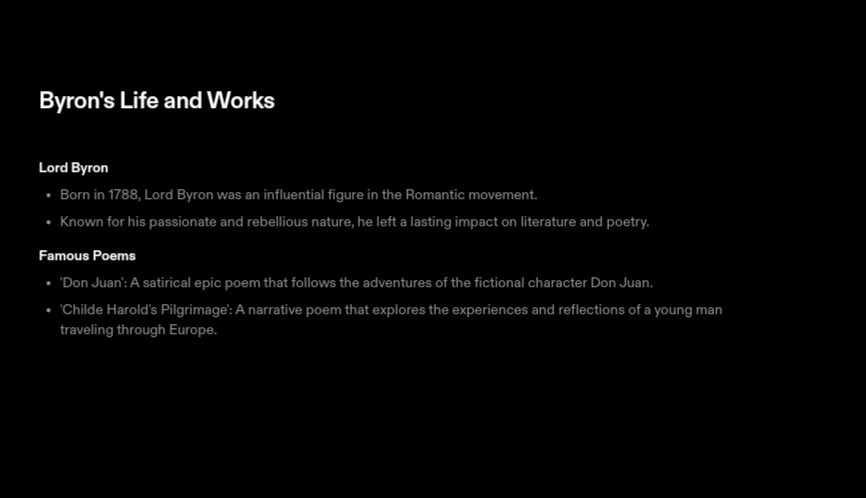 Byron's Life and Works
Lord Byron
• Born in 1788, Lord Byron was an influential figure in the Romantic movement.
• Known for his passionate and rebellious nature, he left a lasting impact on literature and poetry.
Famous Poems
• 'Don Juan': A satirical epic poem that follows the adventures of the fictional character Don Juan.
• 'Childe Harold's Pilgrimage': A narrative poem that explores the experiences and reflections of a young man
traveling through Europe.